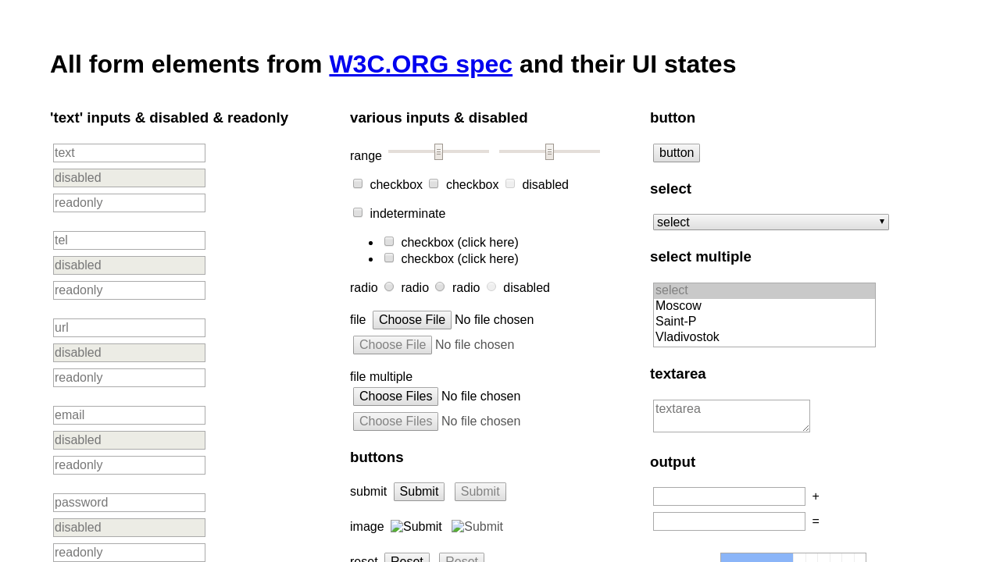 All form elements from W3C.ORG spec and their UI states
'text' inputs & disabled & readonly
text
disabled
readonly
tel
disabled
readonly
url
disabled
readonly
email
disabled
readonly
password
disabled
readonly
various inputs & disabled
range
checkbox checkbox disabled
indeterminate
checkbox (click here)
checkbox (click here)
radio radio radio disabled
file Choose File No file chosen
Choose File No file chosen
file multiple
Choose Files No file chosen
Choose Files No file chosen
buttons
submit Submit Submit
image Submit Submit
reset Reset Reset
button
button
select
select
select multiple
select
Moscow
Saint-P
Vladivostok
textarea
textarea
output
+
=